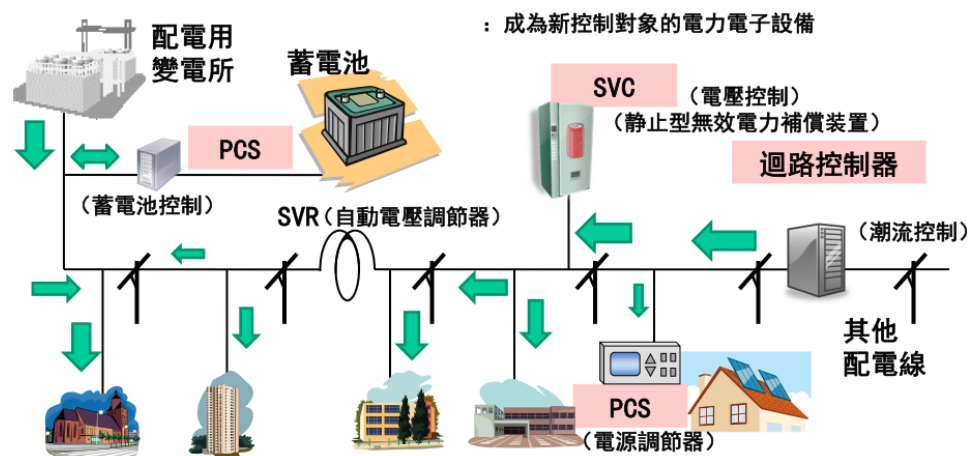 配電用
變電所
：成為新控制對象的電力電子設備
蓄電池
SVC
（電壓控制）
（静止型無效電力補償装置）
PCS
迴路控制器
（蓄電池控制）
SVR（自動電壓調節器）
（潮流控制）
其他
配電線
PCS
（電源調節器）